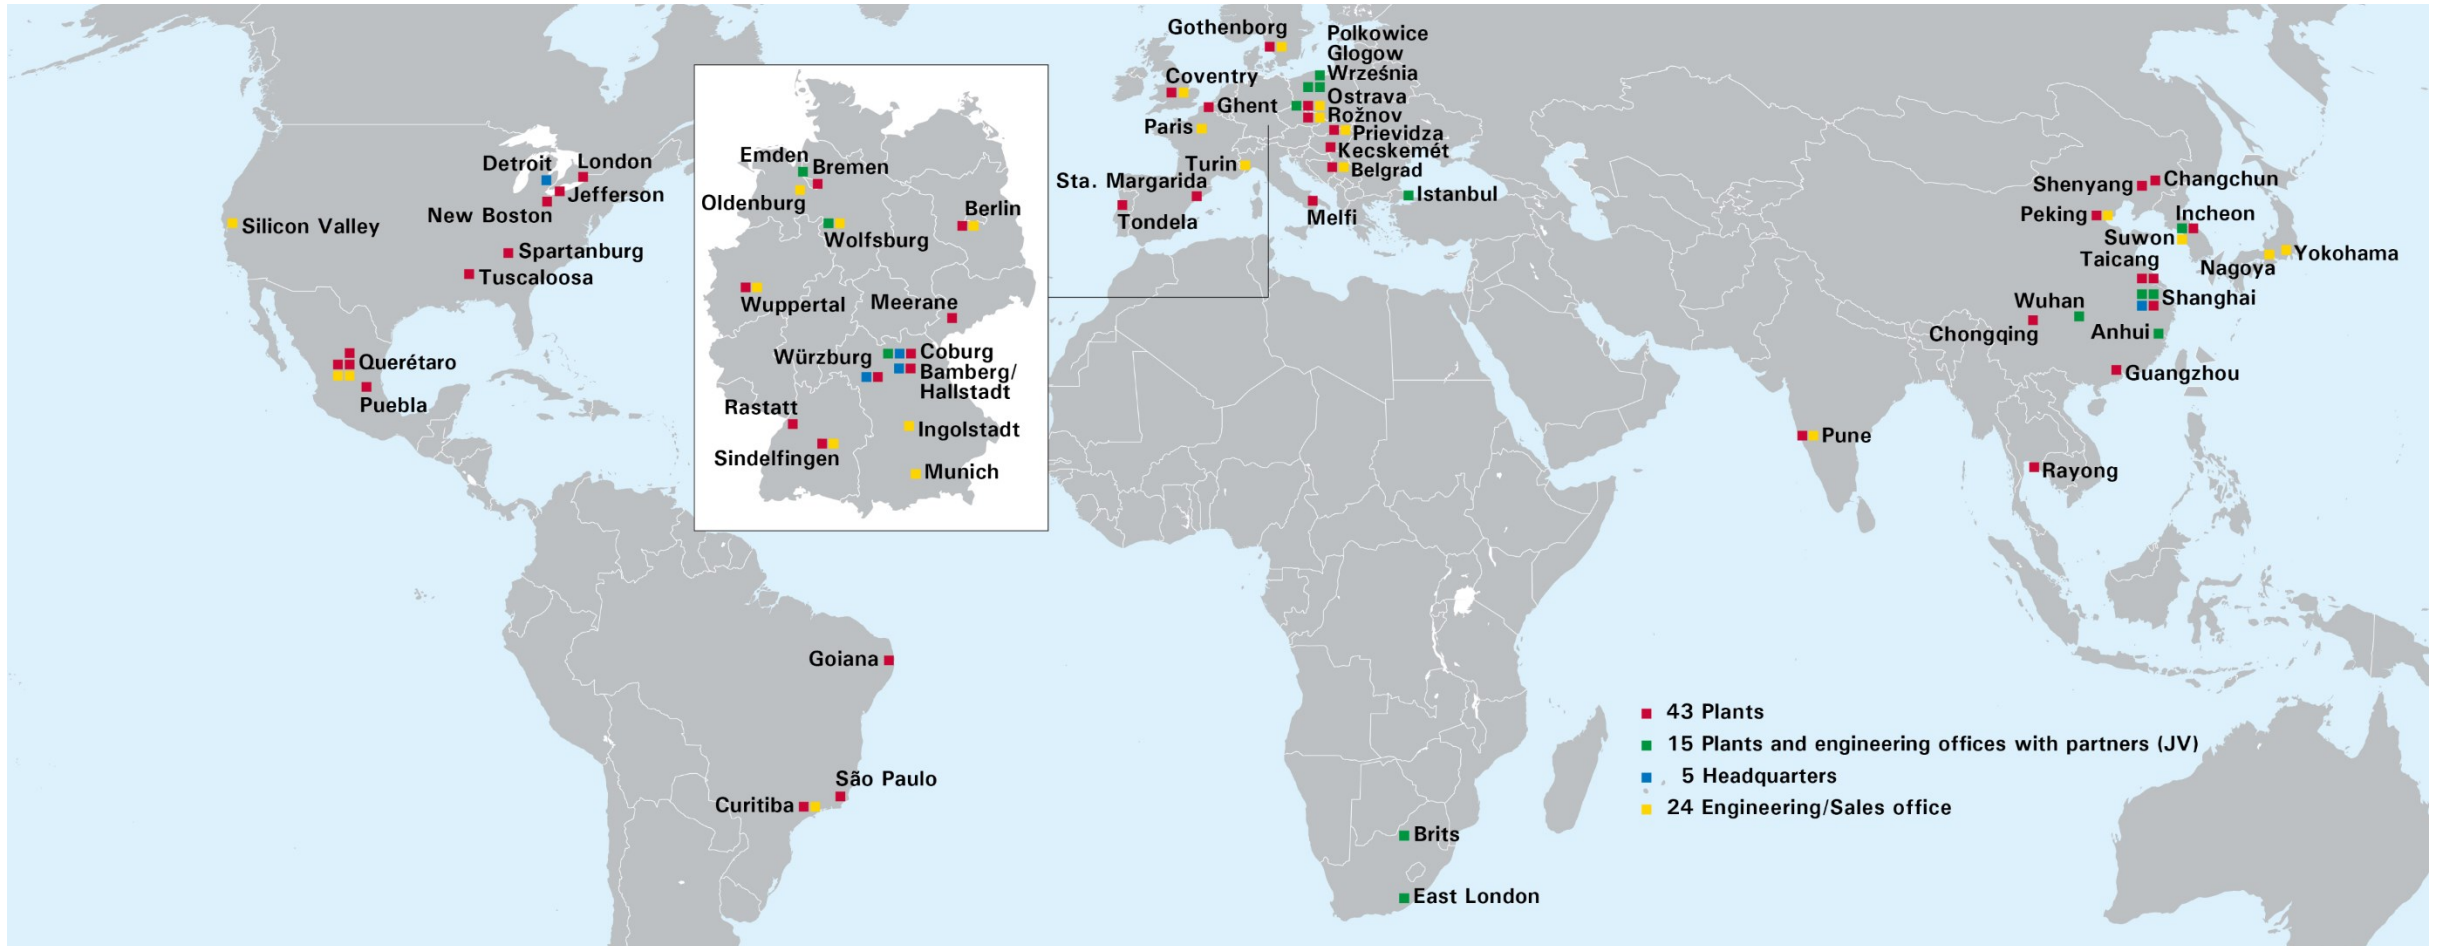 Gothenborg
Polkowice
Glogow
Września
Coventry
Ostrava
Ghent
Rožnov
Paris
Prievidza
Kecskemét
Turin
Belgrad
Sta. Margarida
Istanbul
Melfi
Tondela
Detroit
London
Jefferson
New Boston
Silicon Valley
Spartanburg
Tuscaloosa
Querétaro
Puebla
Emden
Bremen
Oldenburg
Berlin
Wolfsburg
Wuppertal
Meerane
Würzburg
Coburg
Bamberg/
Hallstadt
Rastatt
Ingolstadt
Sindelfingen
Munich
Shenyang
Changchun
Peking
Incheon
Suwon
Yokohama
Taicang
Nagoya
Wuhan
Shanghai
Chongqing
Anhui
Guangzhou
Pune
Rayong
Goiana
São Paulo
Curitiba
Brits
East London
43 Plants
15 Plants and engineering offices with partners (JV)
5 Headquarters
24 Engineering/Sales office